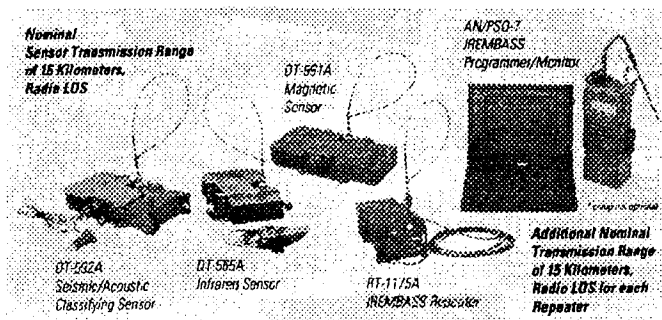 Nominal
Sensor Transmission Range
of 15 Kilometers,
Radio LOS
DT-561A
Magnetic
Sensor
AN/PSQ-7
IREMBASS
Programmer/Monitor
DT-562A
Seismic/Acoustic
Classifying Sensor
DT-565A
Infrared Sensor
RT-1175A
IREMBASS Repeater
Additional Nominal
Transmission Range
of 15 Kilometers,
Radio LOS for each
Repeater